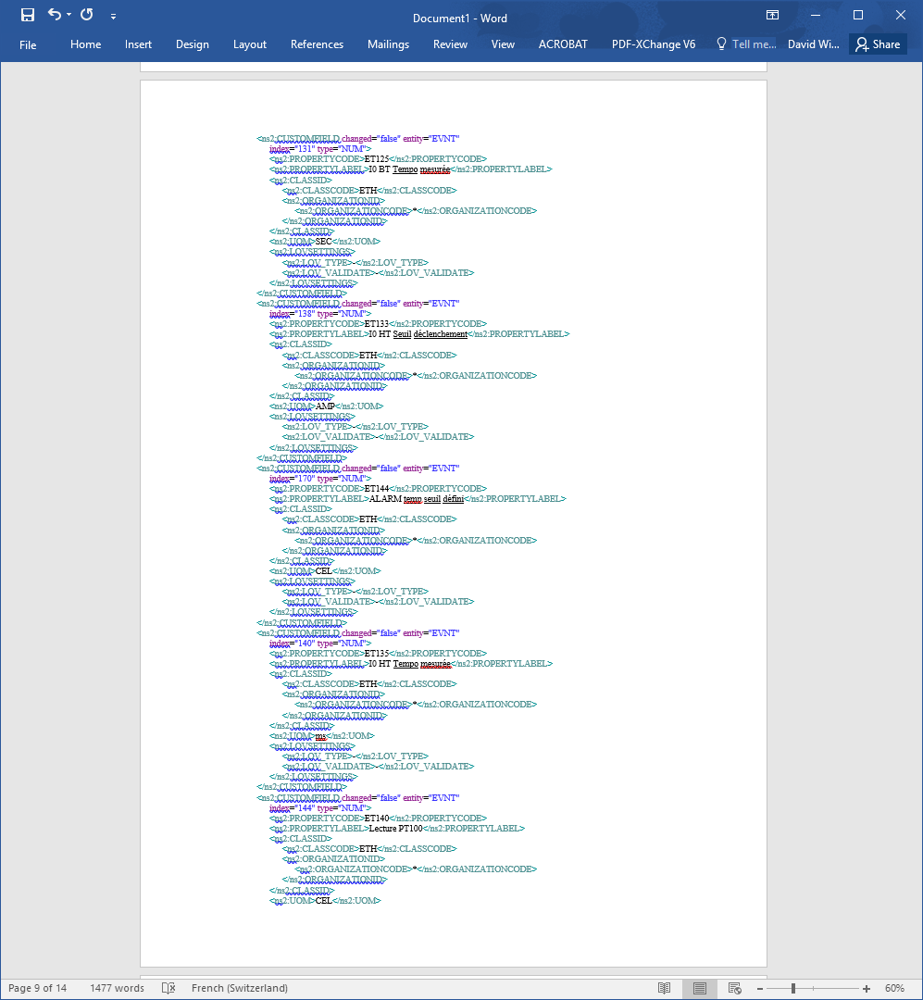 Document1 - Word
File Home Insert Design Layout References Mailings Review View ACROBAT PDF-XChange V6 Tell me... David Wi... Share
<ns2:CUSTOMFIELD changed="false" entity="EVNT"
index="131" type="NUM">
<ns2:PROPERTYCODE>ET125</ns2:PROPERTYCODE>
<ns2:PROPERTYLABEL>I0 BT Tempo mesurée</ns2:PROPERTYLABEL>
<ns2:CLASSID>
<ns2:CLASSCODE>ETH</ns2:CLASSCODE>
<ns2:ORGANIZATIONID>
<ns2:ORGANIZATIONCODE>*</ns2:ORGANIZATIONCODE>
</ns2:ORGANIZATIONID>
</ns2:CLASSID>
<ns2:UOM>SEC</ns2:UOM>
<ns2:LOVSETTINGS>
<ns2:LOV_TYPE>-</ns2:LOV_TYPE>
<ns2:LOV_VALIDATE>-</ns2:LOV_VALIDATE>
</ns2:LOVSETTINGS>
</ns2:CUSTOMFIELD>
<ns2:CUSTOMFIELD changed="false" entity="EVNT"
index="138" type="NUM">
<ns2:PROPERTYCODE>ET133</ns2:PROPERTYCODE>
<ns2:PROPERTYLABEL>I0 HT Seuil déclenchement</ns2:PROPERTYLABEL>
<ns2:CLASSID>
<ns2:CLASSCODE>ETH</ns2:CLASSCODE>
<ns2:ORGANIZATIONID>
<ns2:ORGANIZATIONCODE>*</ns2:ORGANIZATIONCODE>
</ns2:ORGANIZATIONID>
</ns2:CLASSID>
<ns2:UOM>AMP</ns2:UOM>
<ns2:LOVSETTINGS>
<ns2:LOV_TYPE>-</ns2:LOV_TYPE>
<ns2:LOV_VALIDATE>-</ns2:LOV_VALIDATE>
</ns2:LOVSETTINGS>
</ns2:CUSTOMFIELD>
<ns2:CUSTOMFIELD changed="false" entity="EVNT"
index="170" type="NUM">
<ns2:PROPERTYCODE>ET144</ns2:PROPERTYCODE>
<ns2:PROPERTYLABEL>ALARM temp seuil défini</ns2:PROPERTYLABEL>
<ns2:CLASSID>
<ns2:CLASSCODE>ETH</ns2:CLASSCODE>
<ns2:ORGANIZATIONID>
<ns2:ORGANIZATIONCODE>*</ns2:ORGANIZATIONCODE>
</ns2:ORGANIZATIONID>
</ns2:CLASSID>
<ns2:UOM>CEL</ns2:UOM>
<ns2:LOVSETTINGS>
<ns2:LOV_TYPE>-</ns2:LOV_TYPE>
<ns2:LOV_VALIDATE>-</ns2:LOV_VALIDATE>
</ns2:LOVSETTINGS>
</ns2:CUSTOMFIELD>
<ns2:CUSTOMFIELD changed="false" entity="EVNT"
index="140" type="NUM">
<ns2:PROPERTYCODE>ET135</ns2:PROPERTYCODE>
<ns2:PROPERTYLABEL>I0 HT Tempo mesurée</ns2:PROPERTYLABEL>
<ns2:CLASSID>
<ns2:CLASSCODE>ETH</ns2:CLASSCODE>
<ns2:ORGANIZATIONID>
<ns2:ORGANIZATIONCODE>*</ns2:ORGANIZATIONCODE>
</ns2:ORGANIZATIONID>
</ns2:CLASSID>
<ns2:UOM>ms</ns2:UOM>
<ns2:LOVSETTINGS>
<ns2:LOV_TYPE>-</ns2:LOV_TYPE>
<ns2:LOV_VALIDATE>-</ns2:LOV_VALIDATE>
</ns2:LOVSETTINGS>
</ns2:CUSTOMFIELD>
<ns2:CUSTOMFIELD changed="false" entity="EVNT"
index="144" type="NUM">
<ns2:PROPERTYCODE>ET140</ns2:PROPERTYCODE>
<ns2:PROPERTYLABEL>Lecture PT100</ns2:PROPERTYLABEL>
<ns2:CLASSID>
<ns2:CLASSCODE>ETH</ns2:CLASSCODE>
<ns2:ORGANIZATIONID>
<ns2:ORGANIZATIONCODE>*</ns2:ORGANIZATIONCODE>
</ns2:ORGANIZATIONID>
</ns2:CLASSID>
<ns2:UOM>CEL</ns2:UOM>
Page 9 of 14 1477 words French (Switzerland) 60%